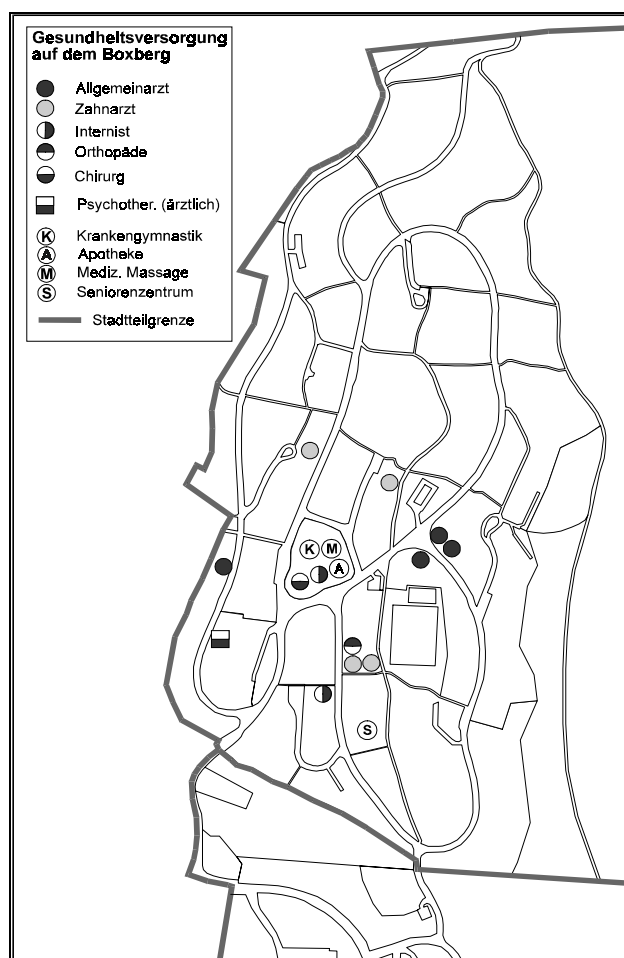 Gesundheitsversorgung
auf dem Boxberg
Allgemeinarzt
Zahnarzt
Internist
Orthopäde
Chirurg
Psychother. (ärztlich)
K Krankengymnastik
A Apotheke
M Mediz. Massage
S Seniorenzentrum
Stadtteilgrenze
K M
A
S